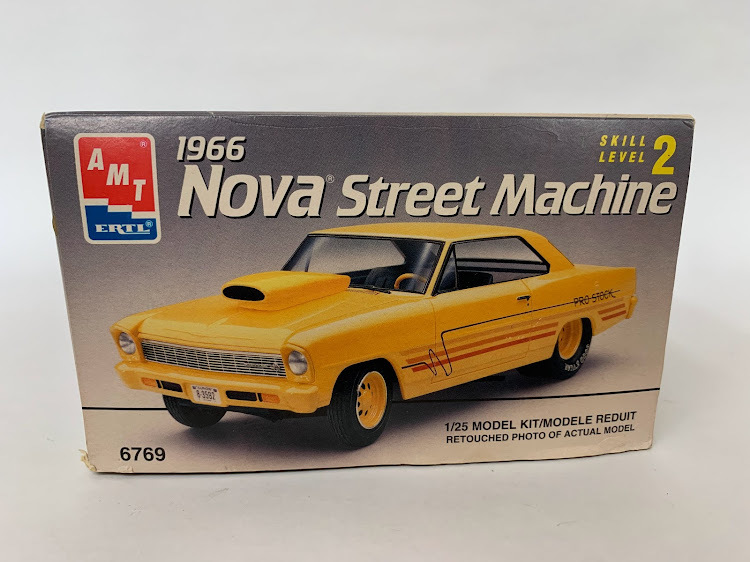 AMT®
ERTL®
1966
NOVA® STREET MACHINE
SKILL
LEVEL 2
PRO STOCK
1/25 MODEL KIT/MODELE REDUIT
RETOUCHED PHOTO OF ACTUAL MODEL
6769